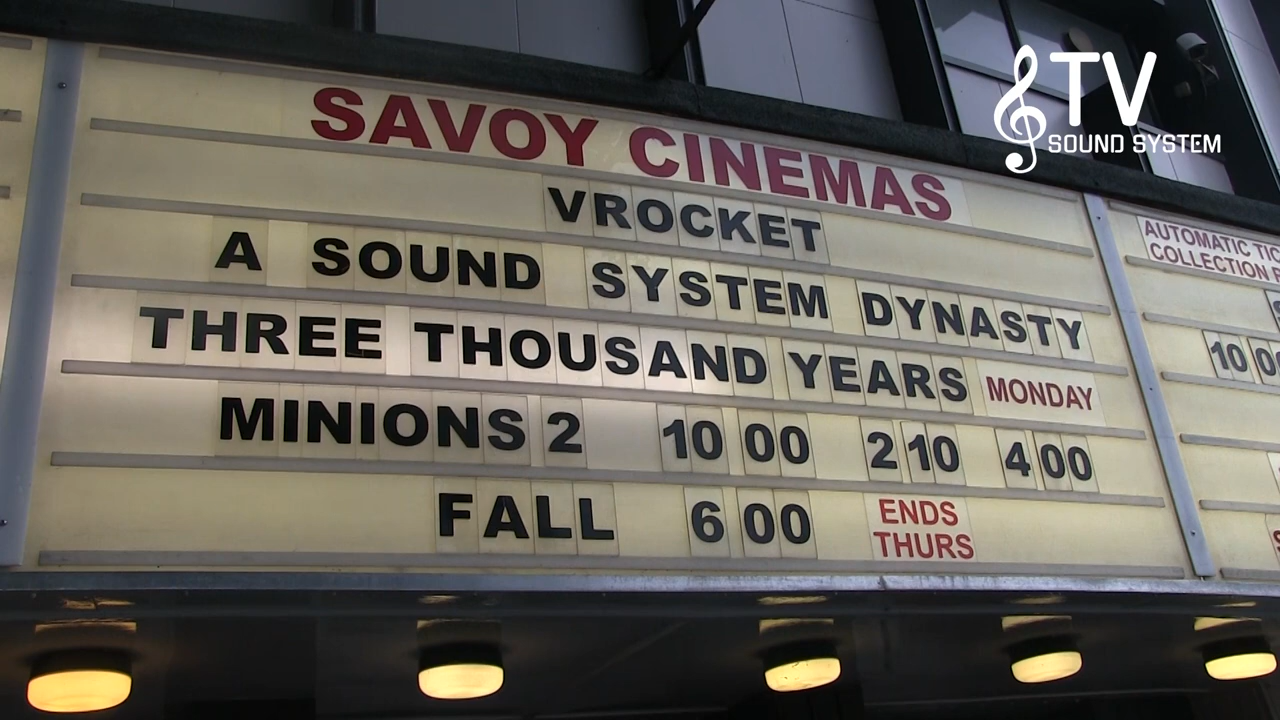 TV
SOUND SYSTEM
SAVOY CINEMAS
VROCKET
A SOUND SYSTEM DYNASTY
THREE THOUSAND YEARS MONDAY
MINIONS 2 10 00 2 10 4 00
FALL 6 00 ENDS
THURS
AUTOMATIC TIC
COLLECTION
10 00